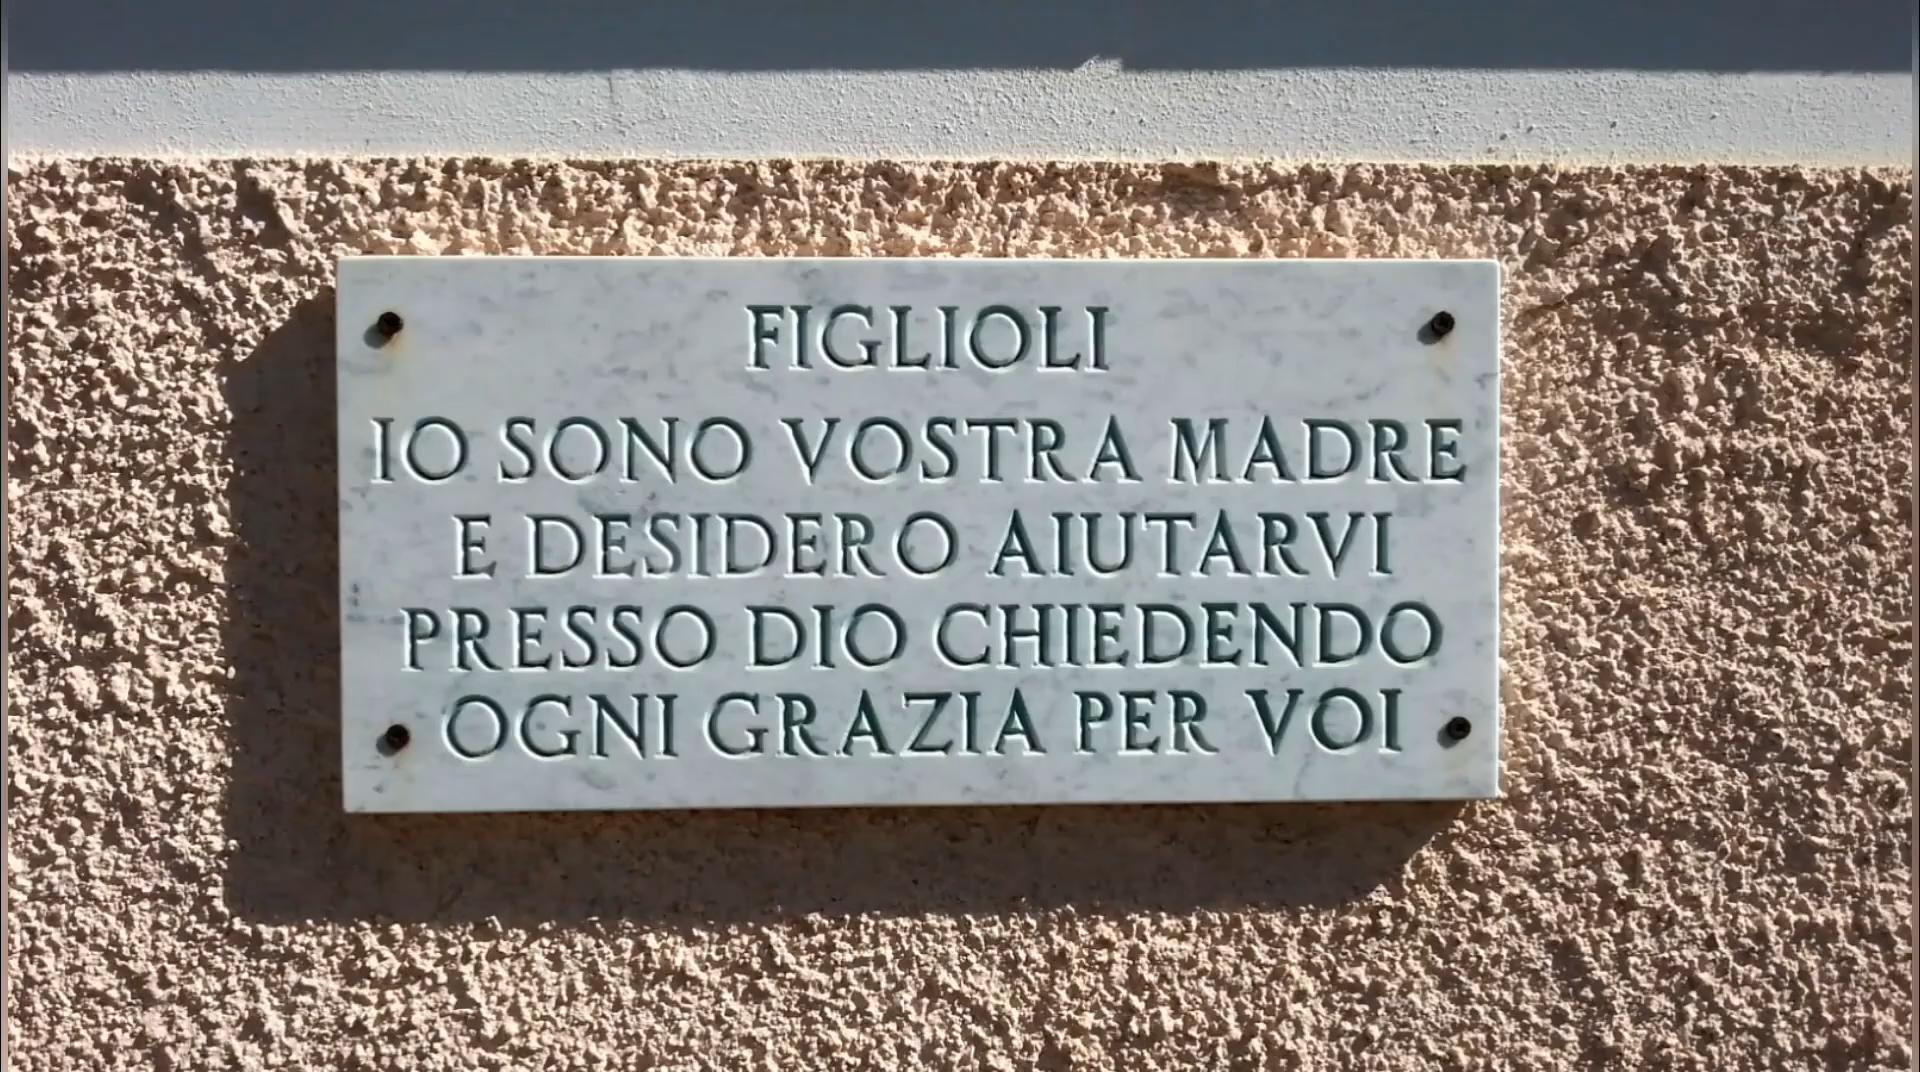 FIGLIOLI
IO SONO VOSTRA MADRE
E DESIDERO AIUTARVI
PRESSO DIO CHIEDENDO
OGNI GRAZIA PER VOI